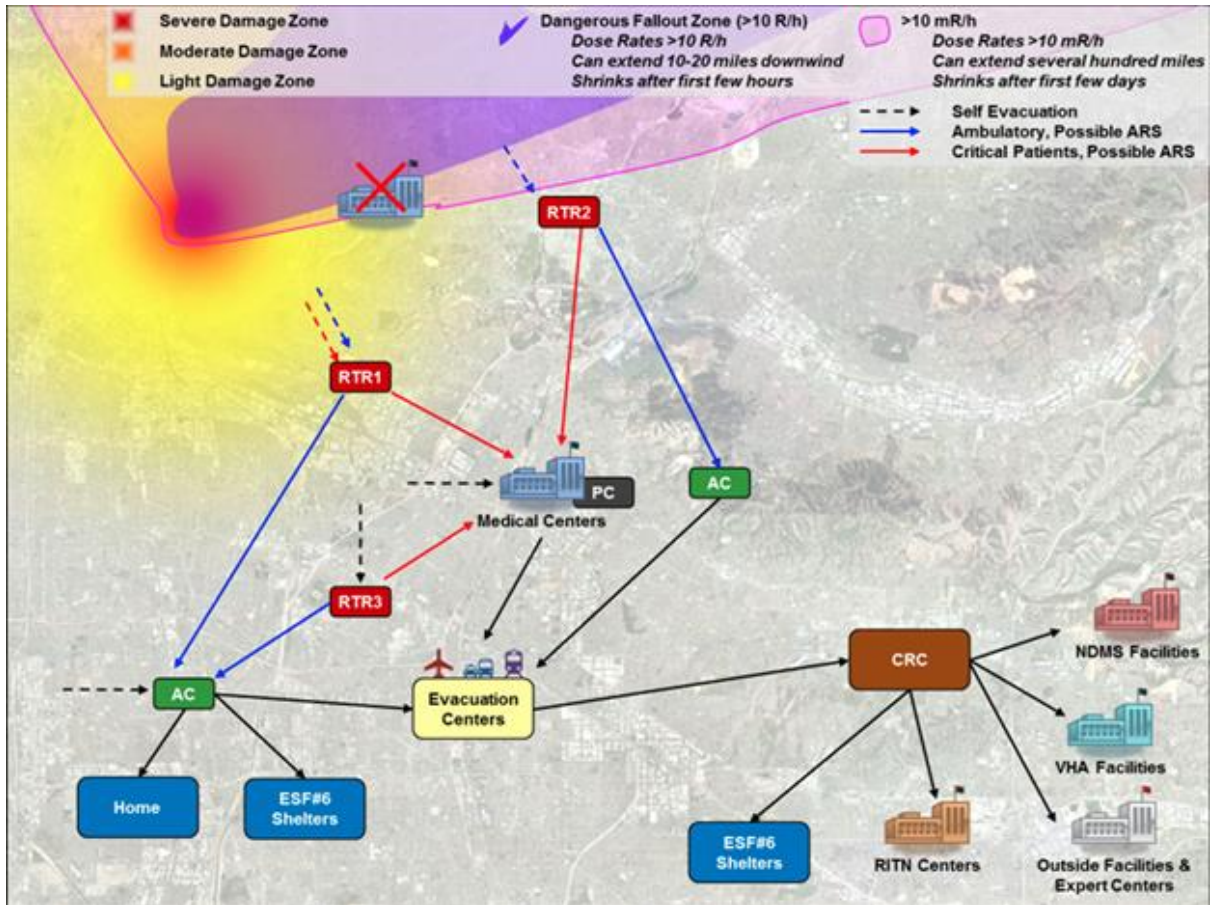 Severe Damage Zone
Moderate Damage Zone
Light Damage Zone
Dangerous Fallout Zone (>10 R/h)
Dose Rates >10 R/h
Can extend 10-20 miles downwind
Shrinks after first few hours
>10 mR/h
Dose Rates >10 mR/h
Can extend several hundred miles
Shrinks after first few days
Self Evacuation
Ambulatory, Possible ARS
Critical Patients, Possible ARS
RTR2
RTR1
PC
Medical Centers
AC
RTR3
AC
Evacuation
Centers
CRC
NDMS Facilities
VHA Facilities
Home
ESF#6
Shelters
ESF#6
Shelters
RITN Centers
Outside Facilities &
Expert Centers